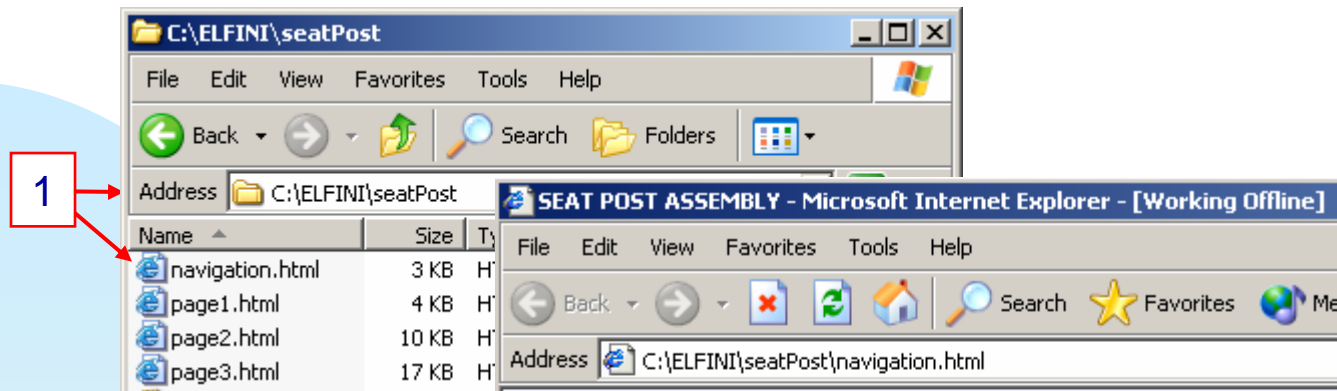 C:\ELFINI\seatPost
File Edit View Favorites Tools Help
Back Search Folders
1
Address C:\ELFINI\seatPost
Name Size
navigation.html 3 KB
page1.html 4 KB
page2.html 10 KB
page3.html 17 KB
SEAT POST ASSEMBLY - Microsoft Internet Explorer - [Working Offline]
File Edit View Favorites Tools Help
Back Search Favorites
Address C:\ELFINI\seatPost\navigation.html